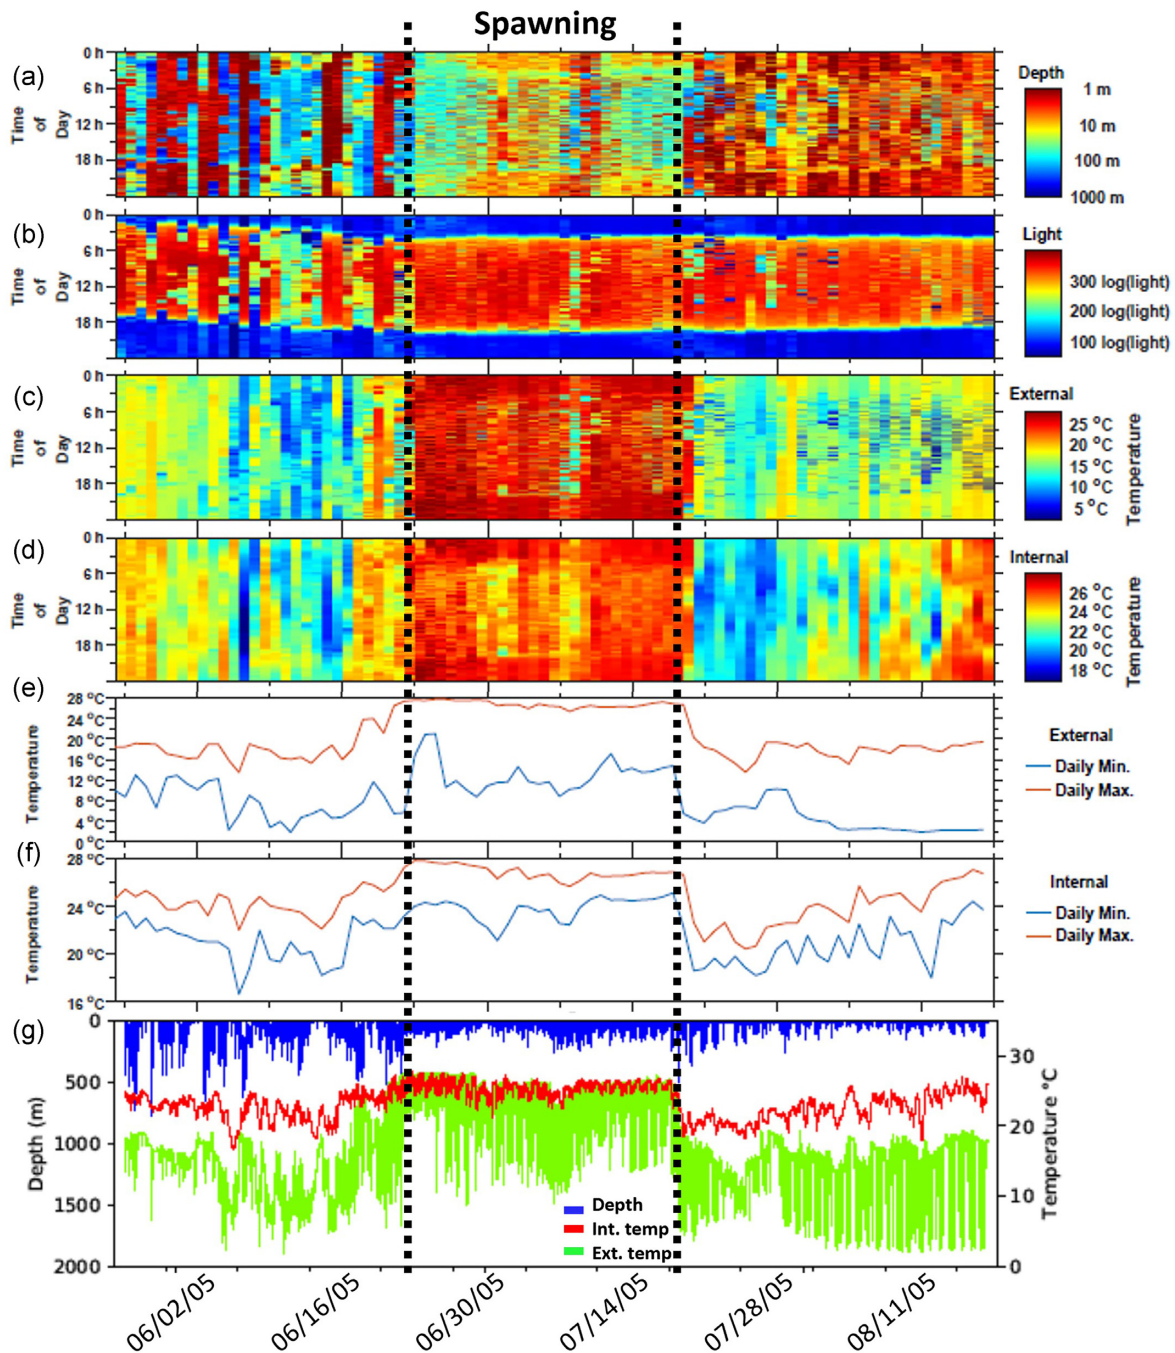 Spawning
(a)
Time of Day
0 h
6 h
12 h
18 h
Depth
1 m
10 m
100 m
1000 m
(b)
Time of Day
0 h
6 h
12 h
18 h
Light
300 log(light)
200 log(light)
100 log(light)
(c)
Time of Day
0 h
6 h
12 h
18 h
External
25 °C
20 °C
15 °C
10 °C
5 °C
Temperature
(d)
Time of Day
0 h
6 h
12 h
18 h
Internal
26 °C
24 °C
22 °C
20 °C
18 °C
Temperature
(e)
Temperature
28 °C
24 °C
20 °C
16 °C
12 °C
8 °C
4 °C
0 °C
External
Daily Min.
Daily Max.
(f)
Temperature
28 °C
24 °C
20 °C
16 °C
Internal
Daily Min.
Daily Max.
(g)
Depth (m)
0
500
1000
1500
2000
Depth
Int. temp
Ext. temp
30
20
10
0
Temperature °C
06/02/05
06/16/05
06/30/05
07/14/05
07/28/05
08/11/05